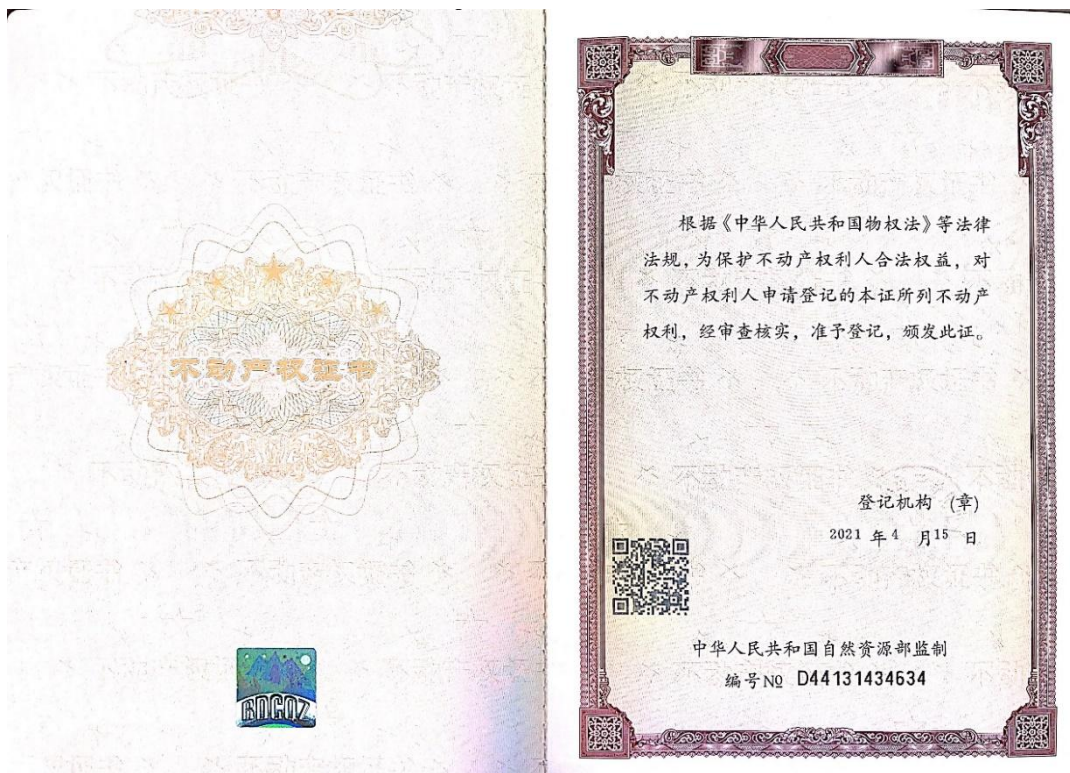 不动产权证书
BDCQZ
根据《中华人民共和国物权法》等法律
法规,为保护不动产权利人合法权益,对
不动产权利人申请登记的本证所列不动产
权利,经审查核实,准予登记,颁发此证。
登记机构 (章)
2021 年 4 月 15 日
中华人民共和国自然资源部监制
编号№ D44131434634